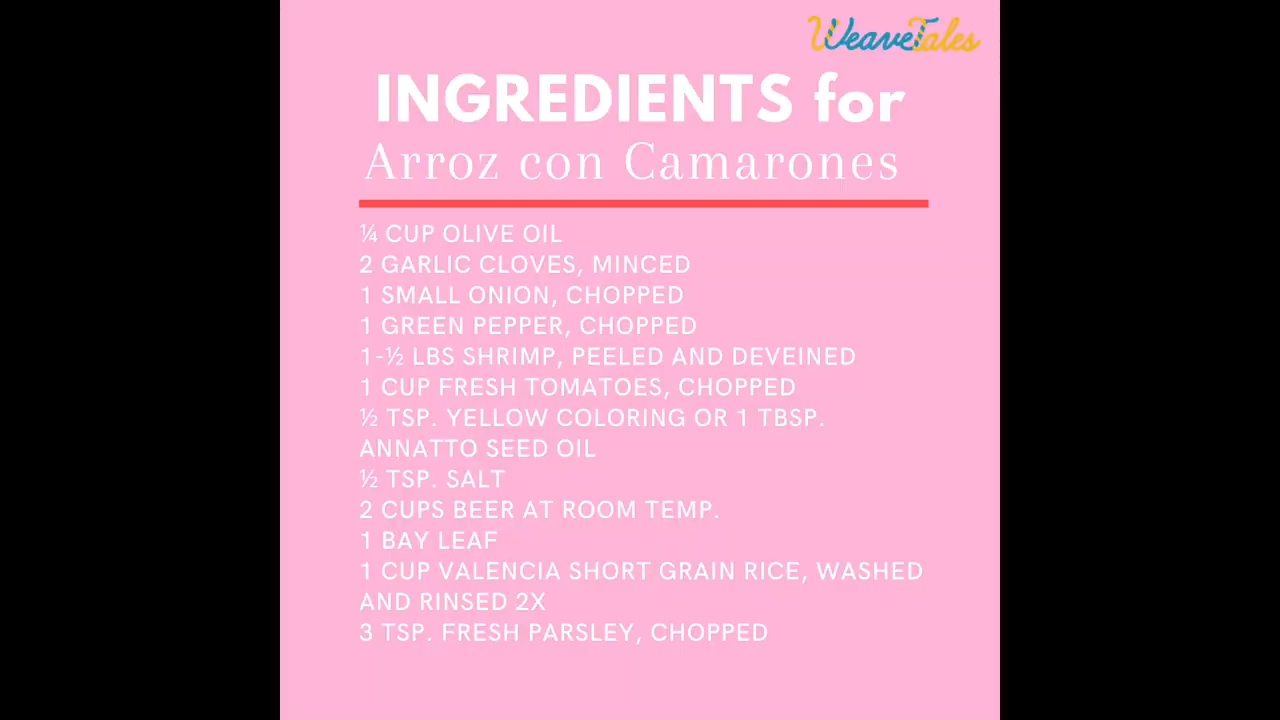 WeaveTales
INGREDIENTS for
Arroz con Camarones
¼ CUP OLIVE OIL
2 GARLIC CLOVES, MINCED
1 SMALL ONION, CHOPPED
1 GREEN PEPPER, CHOPPED
1-½ LBS SHRIMP, PEELED AND DEVEINED
1 CUP FRESH TOMATOES, CHOPPED
½ TSP. YELLOW COLORING OR 1 TBSP.
ANNATTO SEED OIL
½ TSP. SALT
2 CUPS BEER AT ROOM TEMP.
1 BAY LEAF
1 CUP VALENCIA SHORT GRAIN RICE, WASHED
AND RINSED 2X
3 TSP. FRESH PARSLEY, CHOPPED